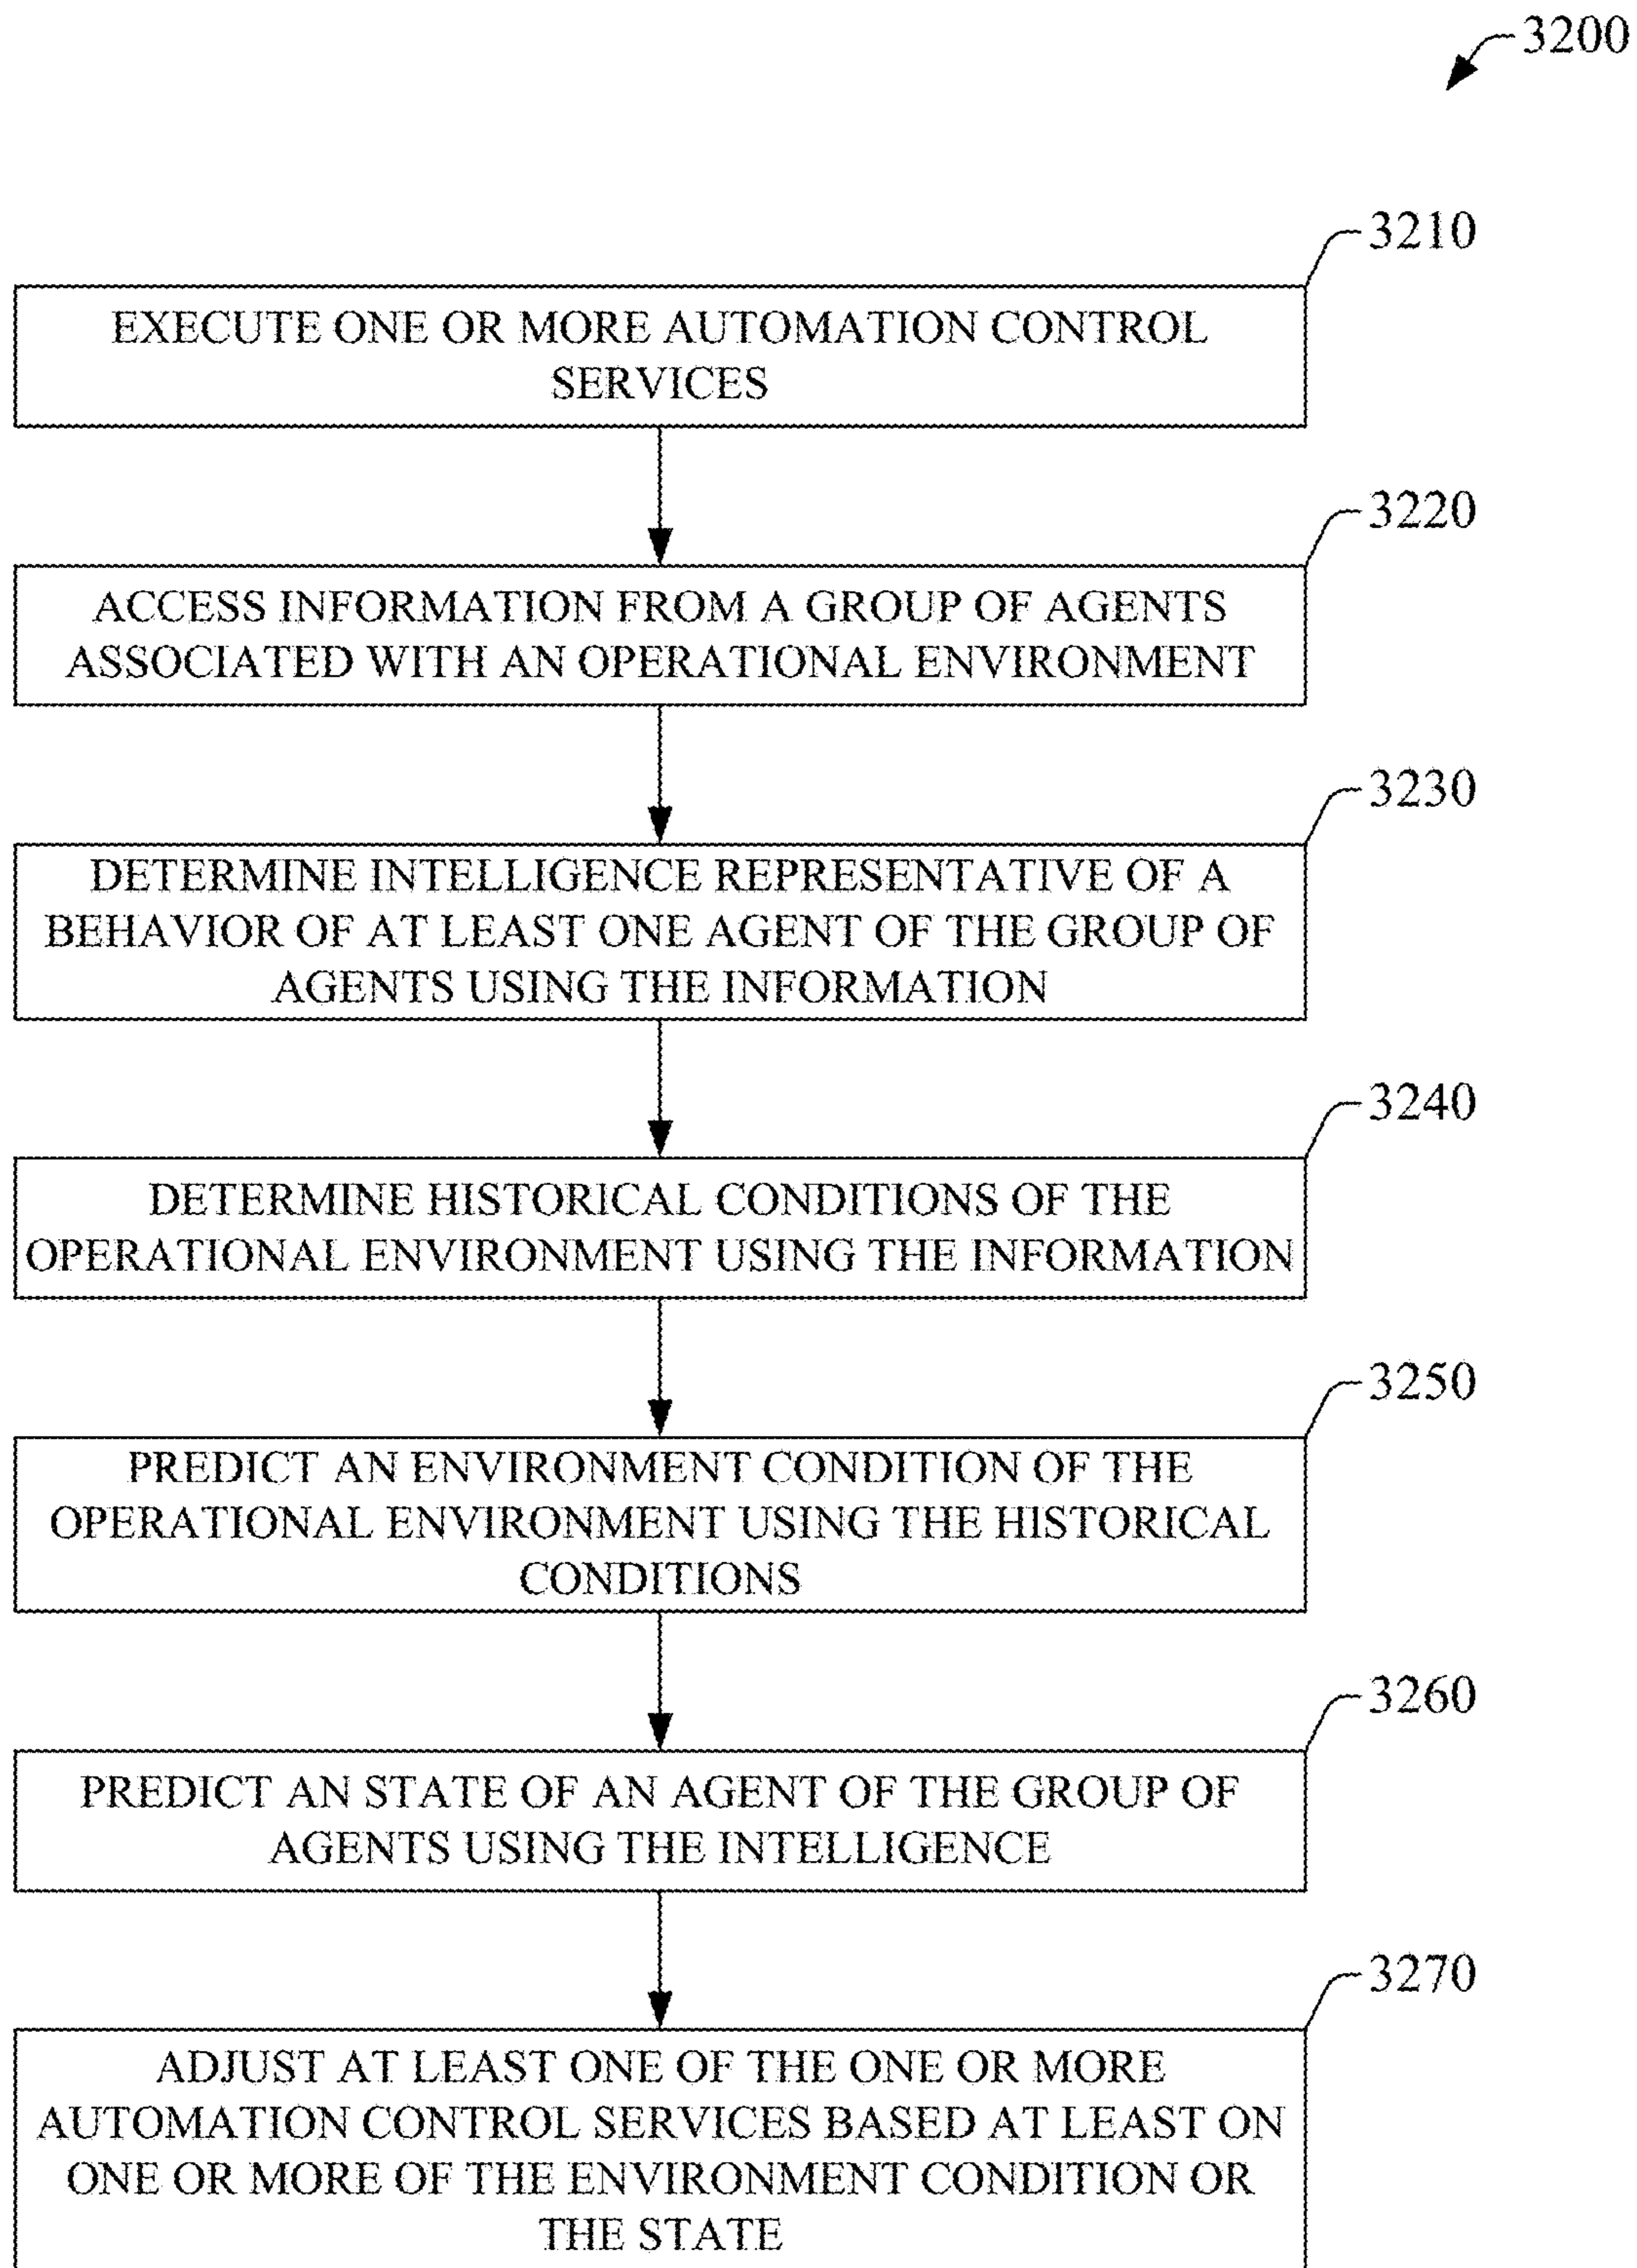 3200
3210
EXECUTE ONE OR MORE AUTOMATION CONTROL
SERVICES
3220
ACCESS INFORMATION FROM A GROUP OF AGENTS
ASSOCIATED WITH AN OPERATIONAL ENVIRONMENT
3230
DETERMINE INTELLIGENCE REPRESENTATIVE OF A
BEHAVIOR OF AT LEAST ONE AGENT OF THE GROUP OF
AGENTS USING THE INFORMATION
3240
DETERMINE HISTORICAL CONDITIONS OF THE
OPERATIONAL ENVIRONMENT USING THE INFORMATION
3250
PREDICT AN ENVIRONMENT CONDITION OF THE
OPERATIONAL ENVIRONMENT USING THE HISTORICAL
CONDITIONS
3260
PREDICT AN STATE OF AN AGENT OF THE GROUP OF
AGENTS USING THE INTELLIGENCE
3270
ADJUST AT LEAST ONE OF THE ONE OR MORE
AUTOMATION CONTROL SERVICES BASED AT LEAST ON
ONE OR MORE OF THE ENVIRONMENT CONDITION OR
THE STATE